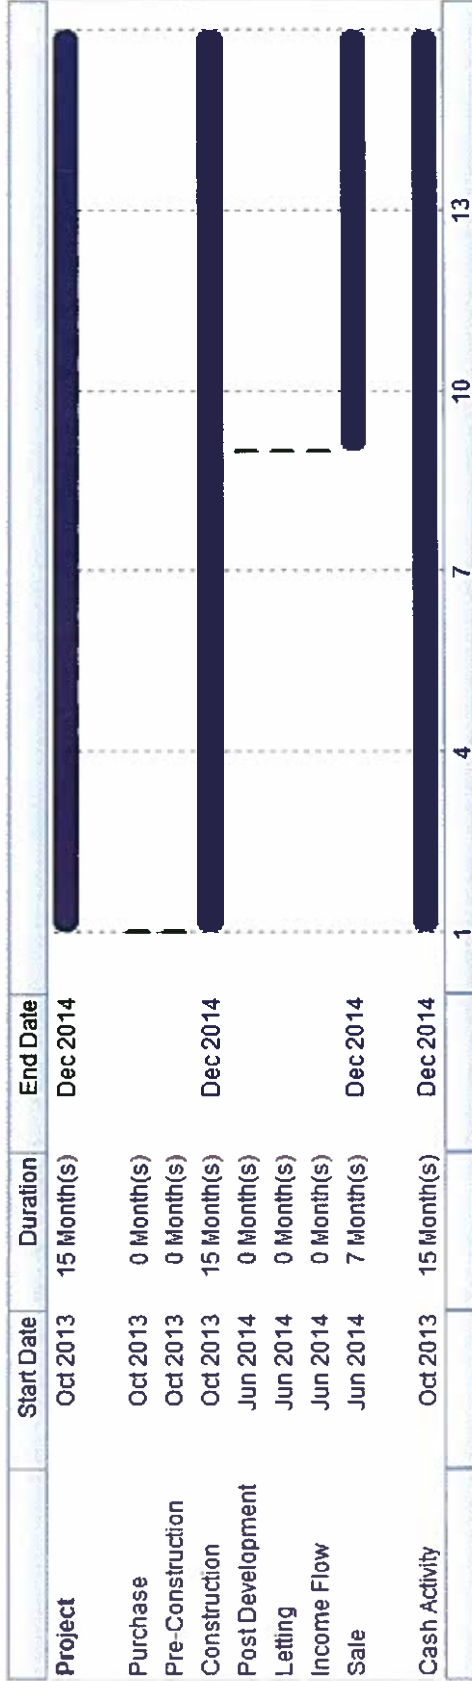 Start Date Duration End Date
Project Oct 2013 15 Month(s) Dec 2014
Purchase Oct 2013 0 Month(s)
Pre-Construction Oct 2013 0 Month(s)
Construction Oct 2013 15 Month(s) Dec 2014
Post Development Jun 2014 0 Month(s)
Letting Jun 2014 0 Month(s)
Income Flow Jun 2014 0 Month(s)
Sale Jun 2014 7 Month(s) Dec 2014
Cash Activity Oct 2013 15 Month(s) Dec 2014
1 4 7 10 13